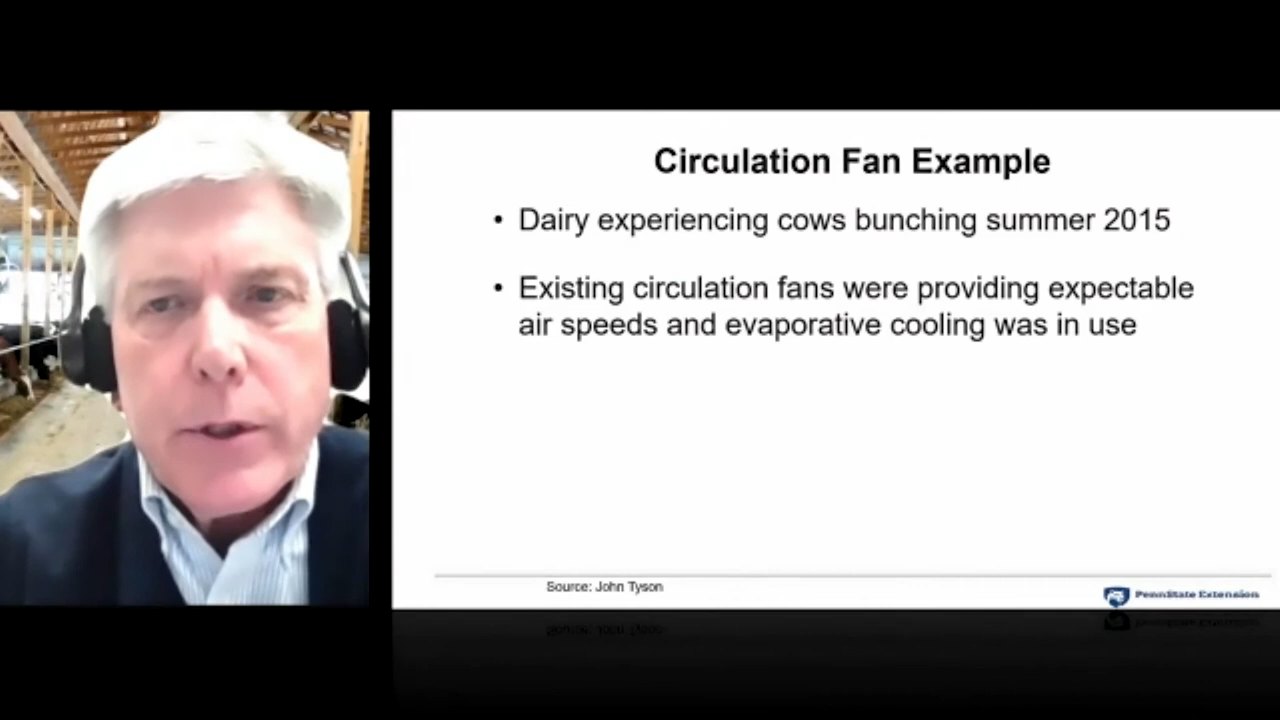 Circulation Fan Example
• Dairy experiencing cows bunching summer 2015
• Existing circulation fans were providing expectable
air speeds and evaporative cooling was in use
Source: John Tyson
PennState Extension